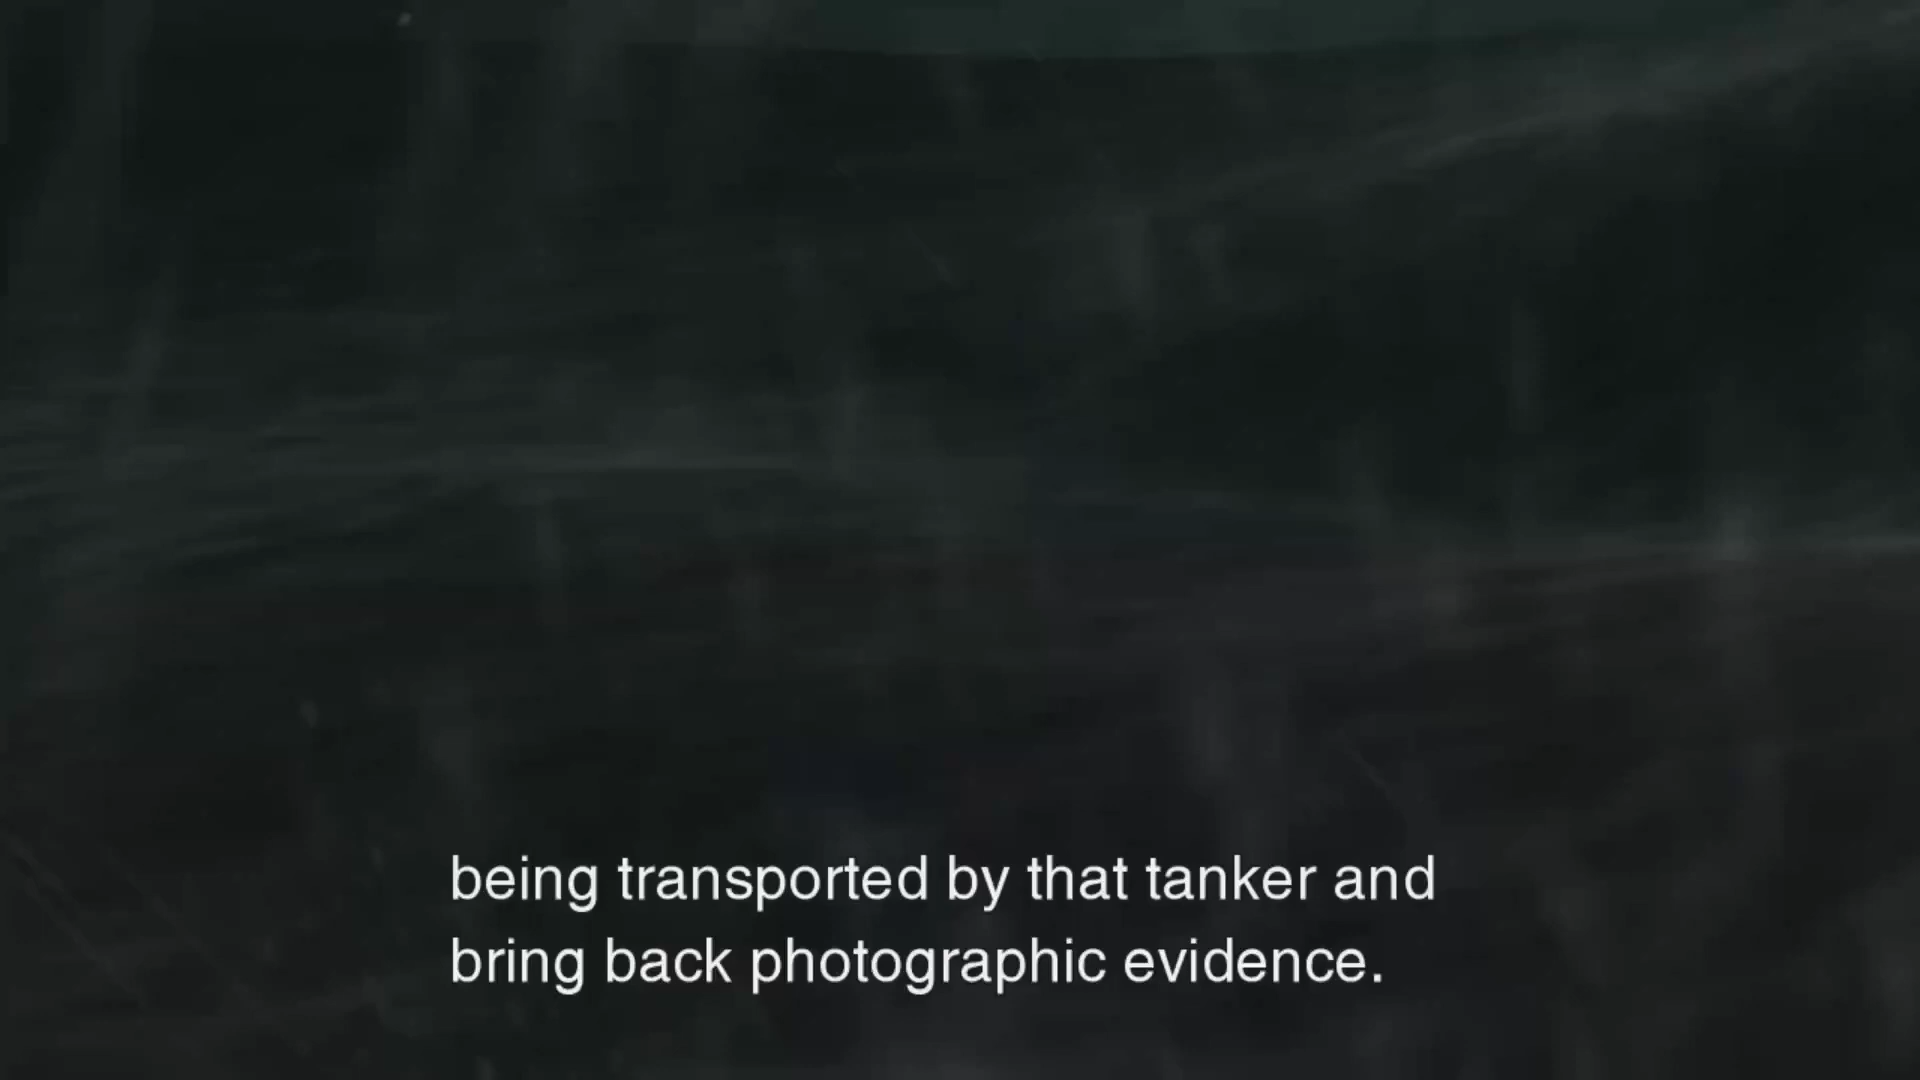 being transported by that tanker and
bring back photographic evidence.